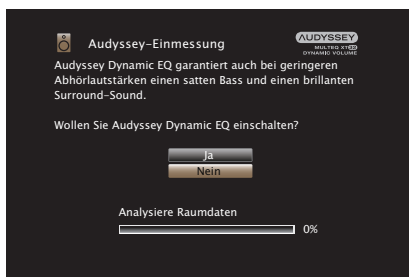 Audyssey-Einmessung
AUDYSSEY
MULTEQ XT32
DYNAMIC VOLUME
Audyssey Dynamic EQ garantiert auch bei geringeren
Abhörlautstärken einen satten Bass und einen brillanten
Surround-Sound.
Wollen Sie Audyssey Dynamic EQ einschalten?
Ja
Nein
Analysiere Raumdaten
0%